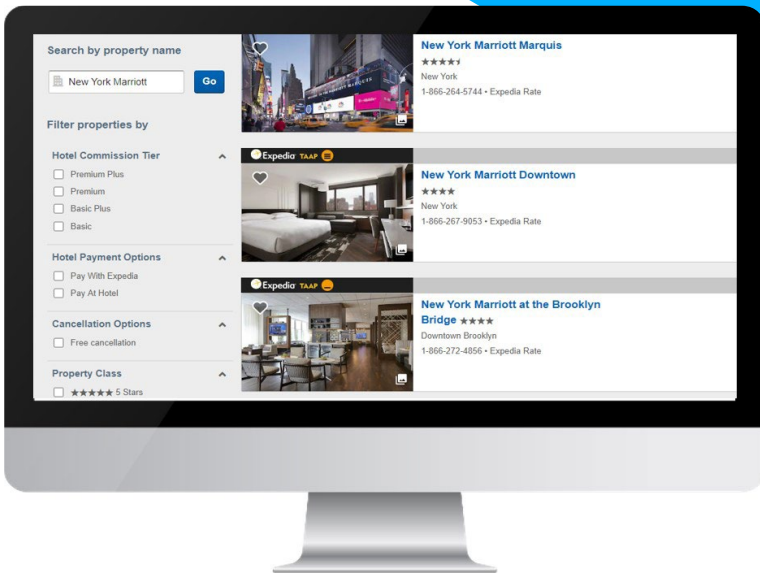 Search by property name
New York Marriott
Go
Filter properties by
Hotel Commission Tier
Premium Plus
Premium
Basic Plus
Basic
Hotel Payment Options
Pay With Expedia
Pay At Hotel
Cancellation Options
Free cancellation
Property Class
★★★★★ 5 Stars
MARRIOTT MARQUIS
New York Marriott Marquis
New York
1-866-264-5744 • Expedia Rate
Expedia TAAP
New York Marriott Downtown
★★★★
New York
1-866-267-9053 • Expedia Rate
Expedia TAAP
New York Marriott at the Brooklyn
Bridge ★★★★
Downtown Brooklyn
1-866-272-4856 • Expedia Rate